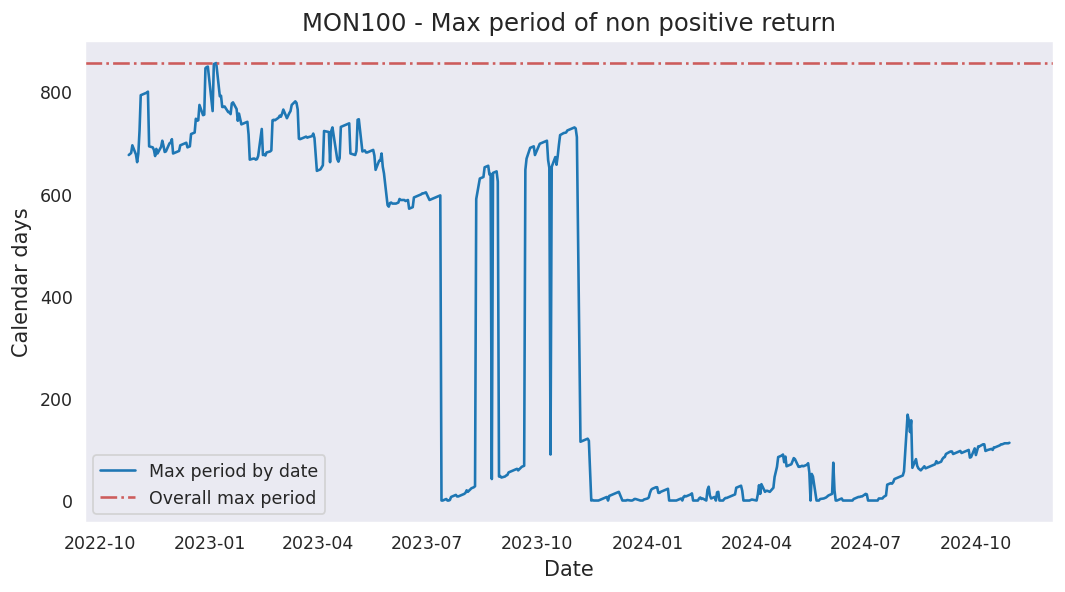 MON100 - Max period of non positive return
Calendar days
800
600
400
200
0
Max period by date
Overall max period
2022-10 2023-01 2023-04 2023-07 2023-10 2024-01 2024-04 2024-07 2024-10
Date